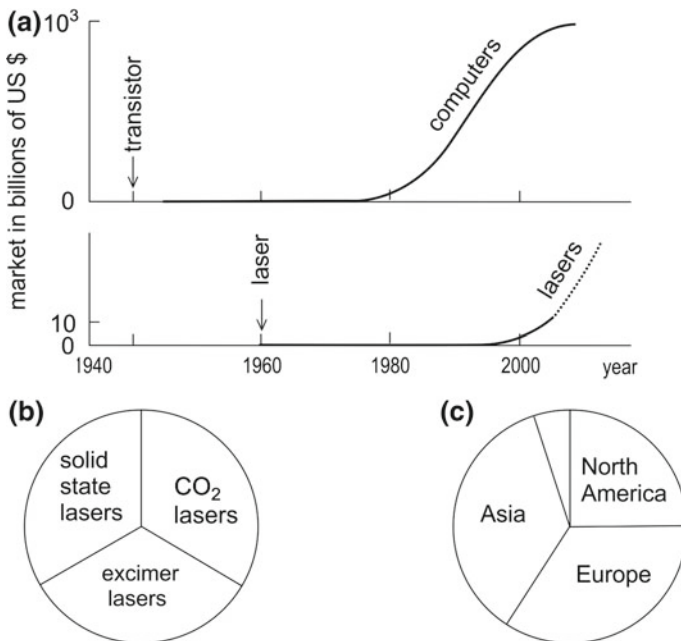 (a)
market in billions of US $
10³
0
transistor
computers
laser
lasers
10
0
1940
1960
1980
2000
year
(b)
solid
state
lasers
CO₂
lasers
excimer
lasers
(c)
North
America
Asia
Europe